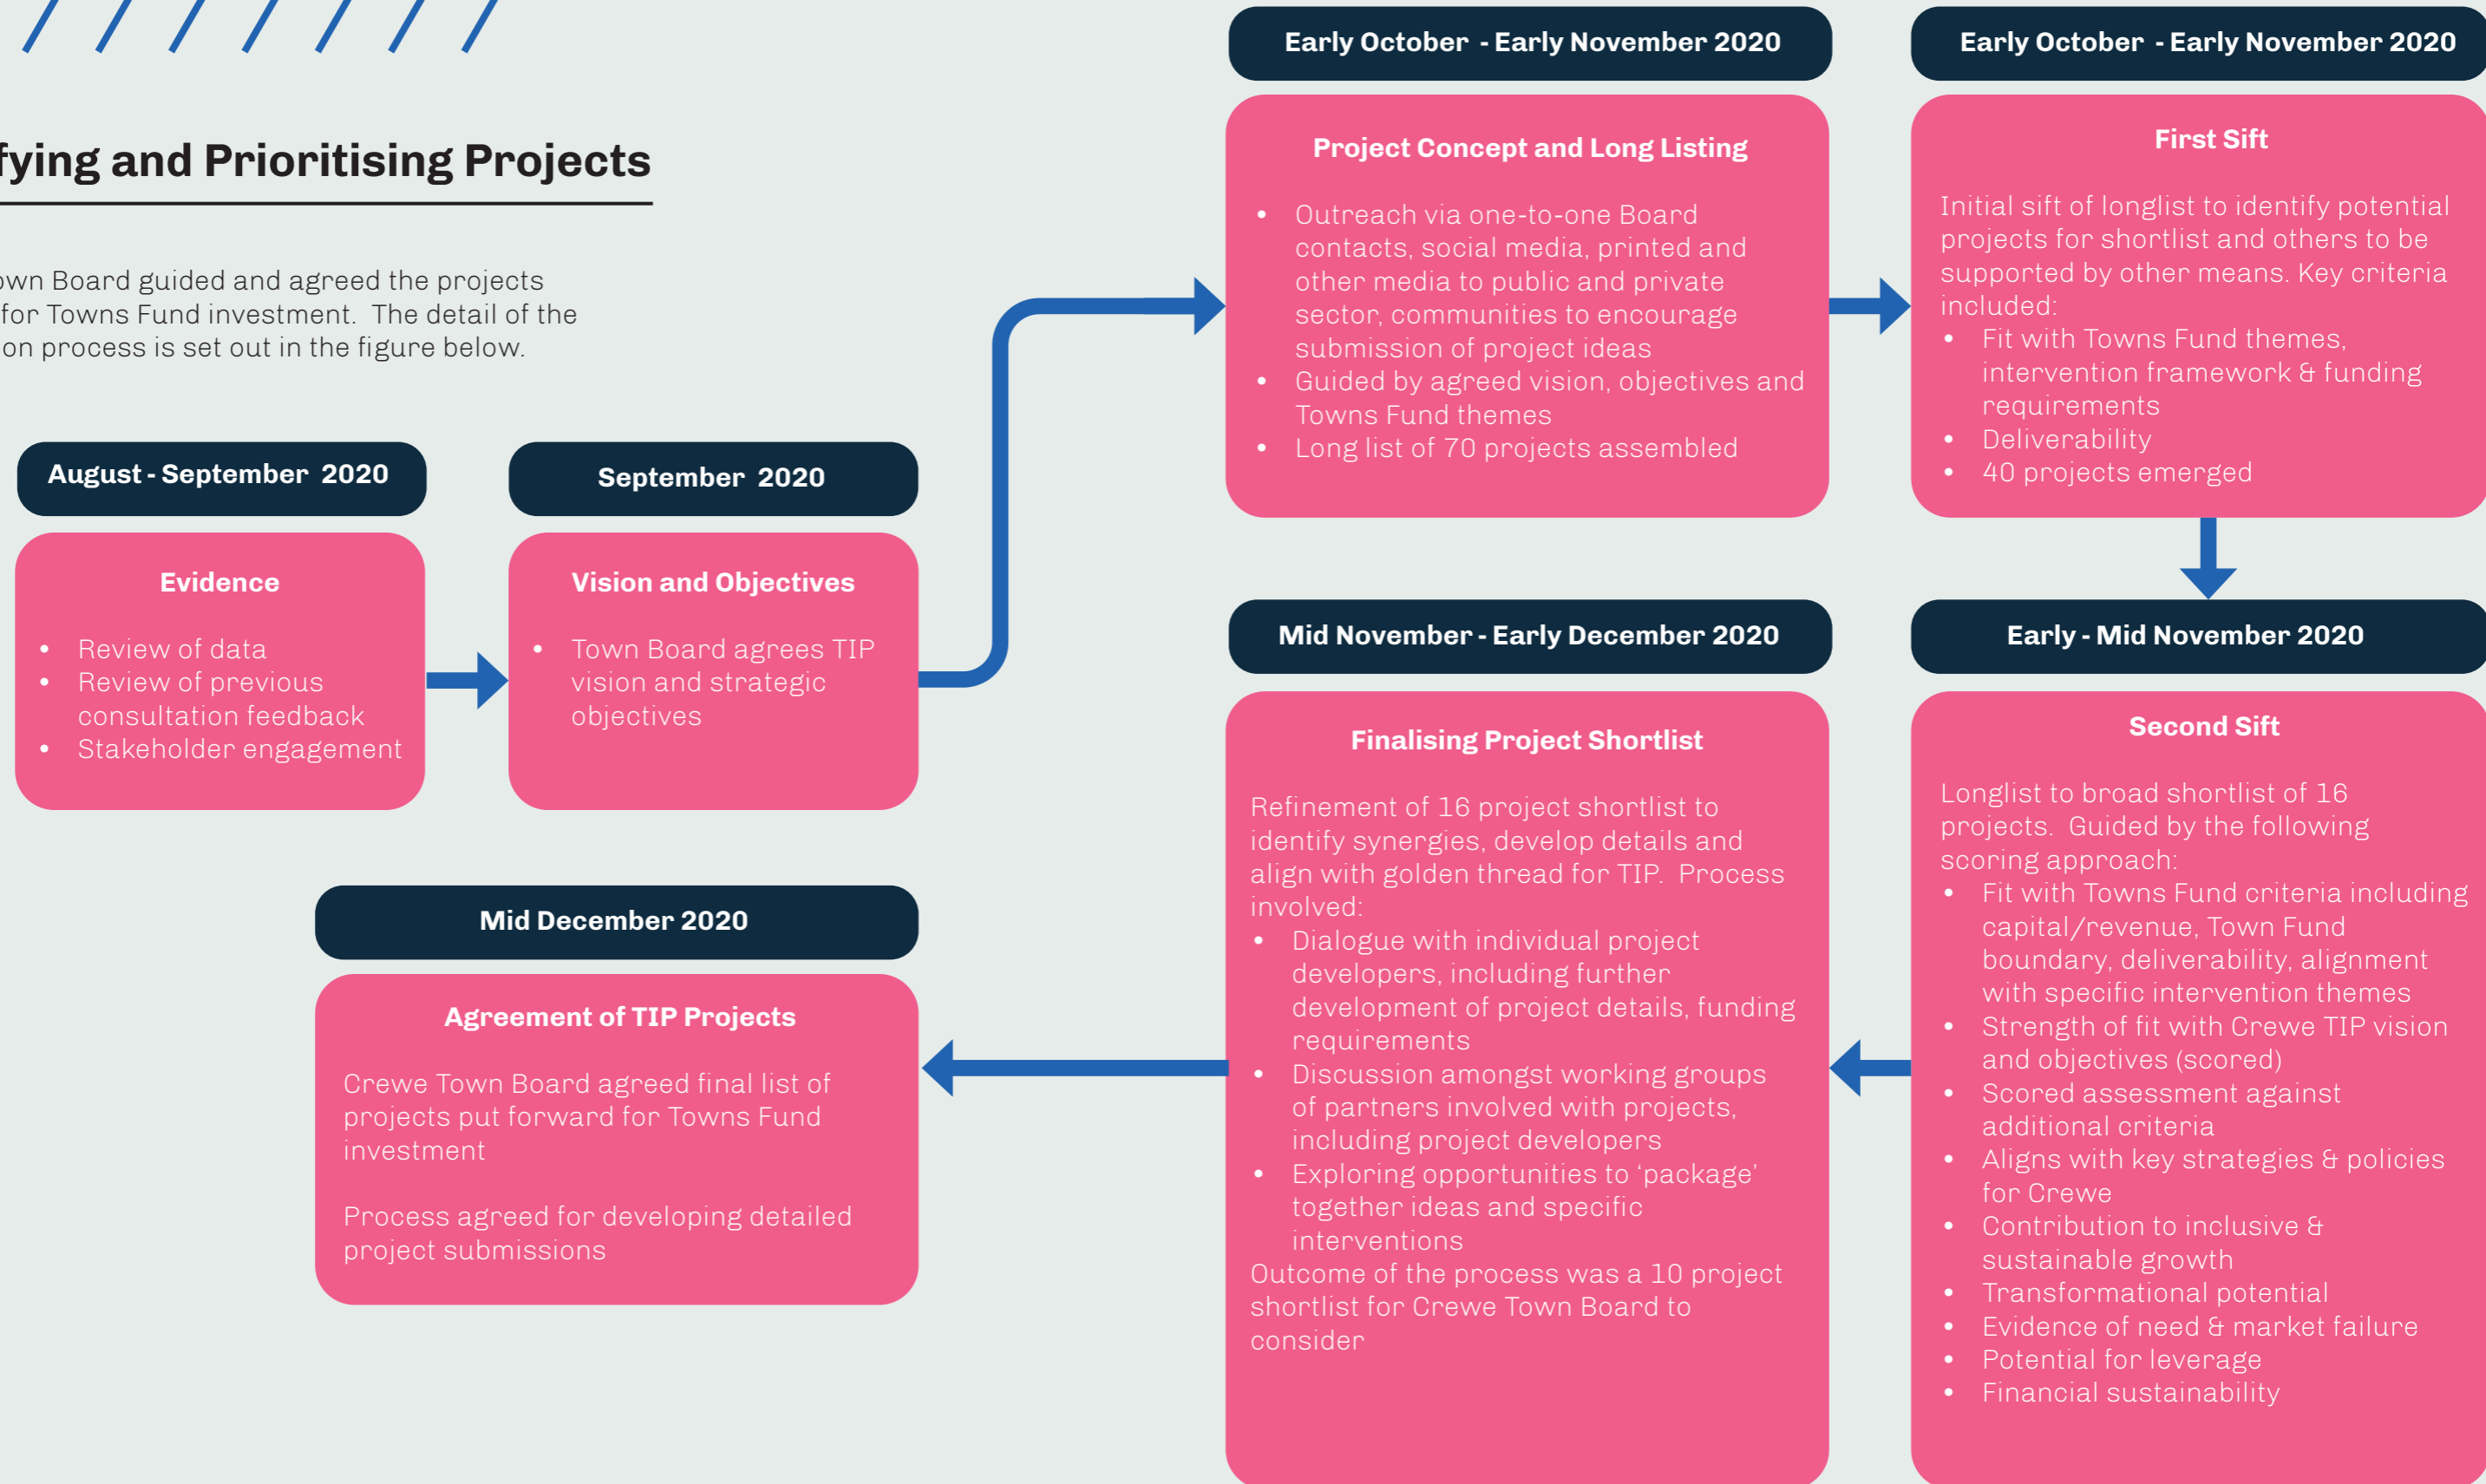 fying and Prioritising Projects
own Board guided and agreed the projects
for Towns Fund investment.  The detail of the
on process is set out in the figure below.
August - September  2020
Evidence
• Review of data
• Review of previous
consultation feedback
• Stakeholder engagement
September  2020
Vision and Objectives
• Town Board agrees TIP
vision and strategic
objectives
Early October  - Early November 2020
Project Concept and Long Listing
• Outreach via one-to-one Board
contacts, social media, printed and
other media to public and private
sector, communities to encourage
submission of project ideas
• Guided by agreed vision, objectives and
Towns Fund themes
• Long list of 70 projects assembled
Early October  - Early November 2020
First Sift
Initial sift of longlist to identify potential
projects for shortlist and others to be
supported by other means. Key criteria
included:
• Fit with Towns Fund themes,
intervention framework & funding
requirements
• Deliverability
• 40 projects emerged
Early - Mid November 2020
Second Sift
Longlist to broad shortlist of 16
projects.  Guided by the following
scoring approach:
• Fit with Towns Fund criteria including
capital/revenue, Town Fund
boundary, deliverability, alignment
with specific intervention themes
• Strength of fit with Crewe TIP vision
and objectives (scored)
• Scored assessment against
additional criteria
• Aligns with key strategies & policies
for Crewe
• Contribution to inclusive &
sustainable growth
• Transformational potential
• Evidence of need & market failure
• Potential for leverage
• Financial sustainability
Mid November - Early December 2020
Finalising Project Shortlist
Refinement of 16 project shortlist to
identify synergies, develop details and
align with golden thread for TIP.  Process
involved:
• Dialogue with individual project
developers, including further
development of project details, funding
requirements
• Discussion amongst working groups
of partners involved with projects,
including project developers
• Exploring opportunities to ‘package’
together ideas and specific
interventions
Outcome of the process was a 10 project
shortlist for Crewe Town Board to
consider
Mid December 2020
Agreement of TIP Projects
Crewe Town Board agreed final list of
projects put forward for Towns Fund
investment
Process agreed for developing detailed
project submissions